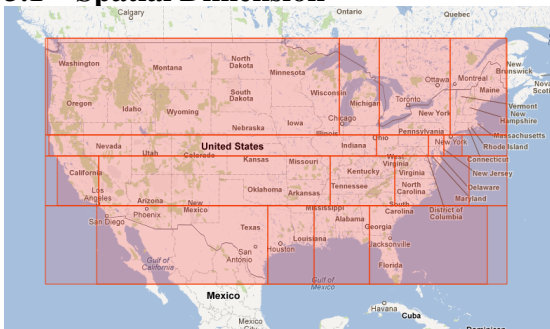 Spatial Dimension
Calgary
Ontario
Quebec
Washington
Montana
North
Dakota
Minnesota
Ottawa
Montreal
New
Brunswick
Maine
Oregon
Idaho
Wyoming
South
Dakota
Wisconsin
Michigan
Toronto
New York
Vermont
New
Hampshire
Chicago
Nebraska
Iowa
Illinois
Pennsylvania
Massachusetts
Nevada
Utah
Colorado
United States
Kansas
Missouri
Indiana
Ohio
New York
Rhode Island
Connecticut
California
Kentucky
West
Virginia
Virginia
New Jersey
Los
Angeles
Arizona
New
Mexico
Oklahoma
Arkansas
Tennessee
North
Carolina
Delaware
Maryland
San Diego
Phoenix
Mississippi
Alabama
South
Carolina
District of
Columbia
Texas
Louisiana
Georgia
Jacksonville
San
Antonio
Houston
Gulf of
California
Florida
Gulf of
Mexico
Mexico
Havana
Cuba
Mexico
City